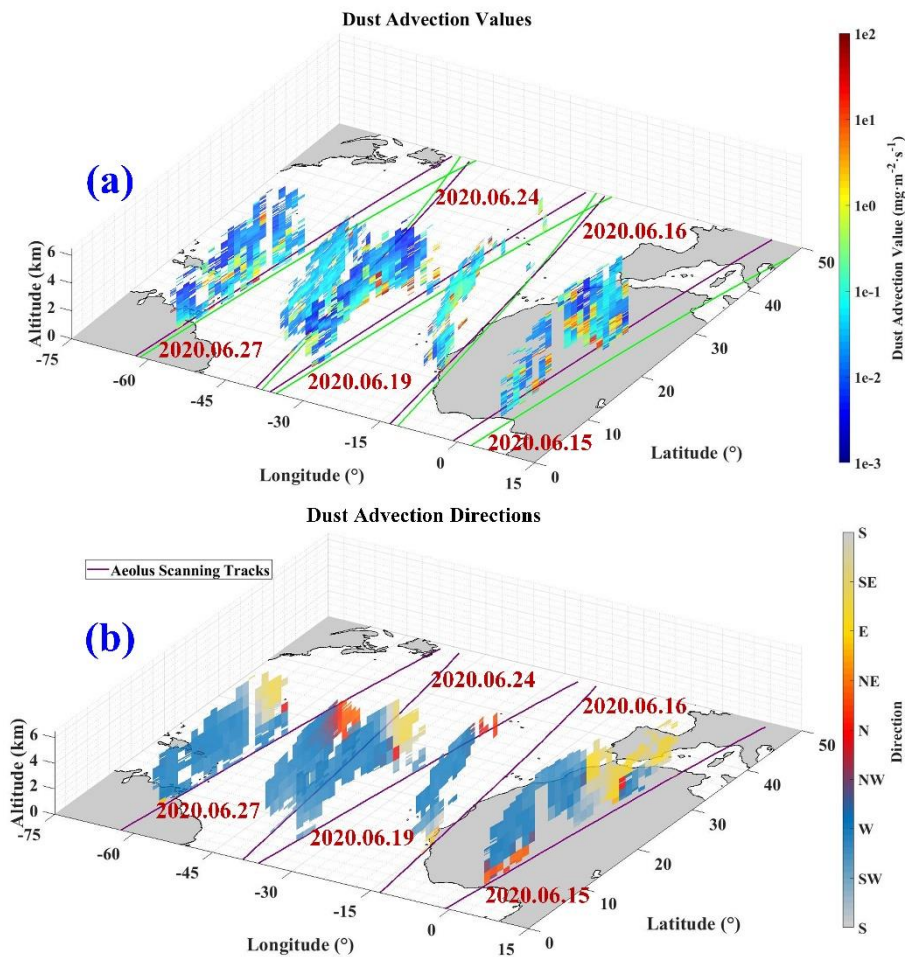 Dust Advection Values
(a)
2020.06.24
2020.06.16
2020.06.27
2020.06.19
2020.06.15
Altitude (km)
6
4
2
0
-75
-60
-45
-30
-15
0
15
Longitude (°)
0
10
20
30
40
50
Latitude (°)
1e2
1e1
1e0
1e-1
1e-2
1e-3
Dust Advection Value (mg·m⁻²·s⁻¹)
Dust Advection Directions
Aeolus Scanning Tracks
(b)
2020.06.24
2020.06.16
2020.06.27
2020.06.19
2020.06.15
Altitude (km)
6
4
2
0
-75
-60
-45
-30
-15
0
15
Longitude (°)
0
10
20
30
40
50
Latitude (°)
S
SE
E
NE
N
NW
W
SW
S
Direction